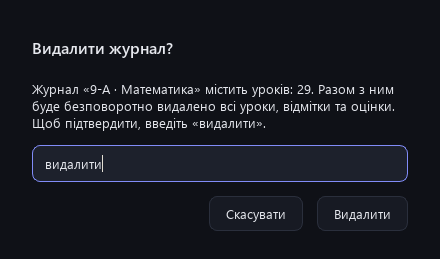 Видалити журнал?
Журнал «9-А · Математика» містить уроків: 29. Разом з ним
буде безповоротно видалено всі уроки, відмітки та оцінки.
Щоб підтвердити, введіть «видалити».
видалити
Скасувати Видалити